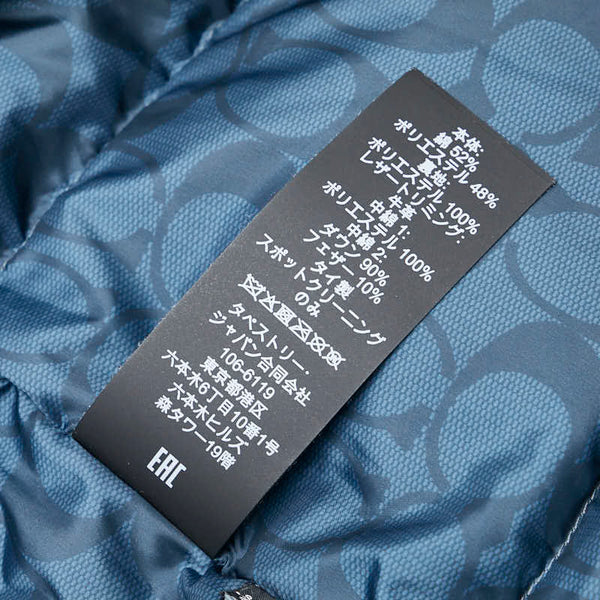 本体:
綿 52%
ポリエステル 48%
裏地:
ポリエステル 100%
レザートリミング:
牛革
中綿 1:
ポリエステル 100%
中綿 2:
ダウン 90%
フェザー 10%
タイ製
スポットクリーニング
のみ
タペストリー
ジャパン合同会社
106-6119
東京都港区
六本木6丁目10番1号
六本木ヒルズ
森タワー19階
EAC